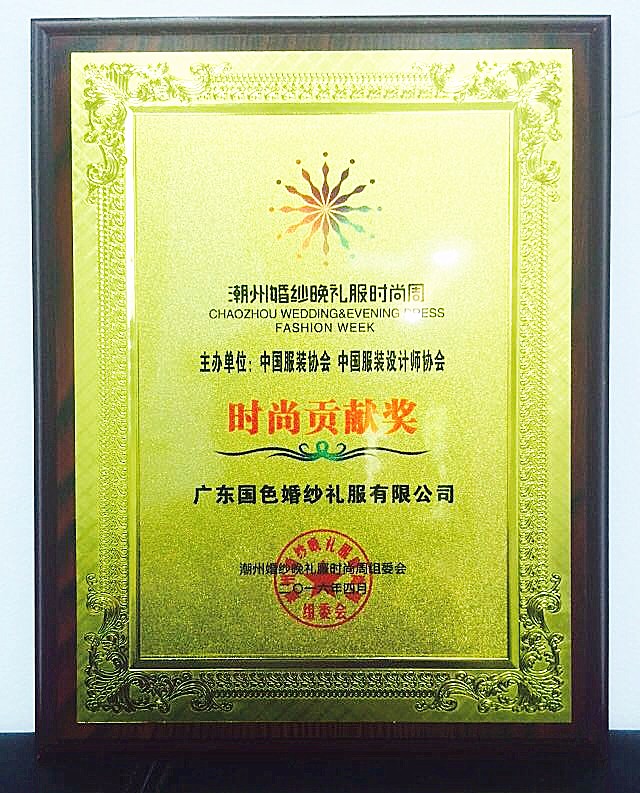 潮州婚纱晚礼服时尚周
CHAOZHOU WEDDING&EVENING DRESS
FASHION WEEK
主办单位：中国服装协会 中国服装设计师协会
时尚贡献奖
广东国色婚纱礼服有限公司
潮州婚纱晚礼服时尚周组委会
二〇一六年四月
组委会